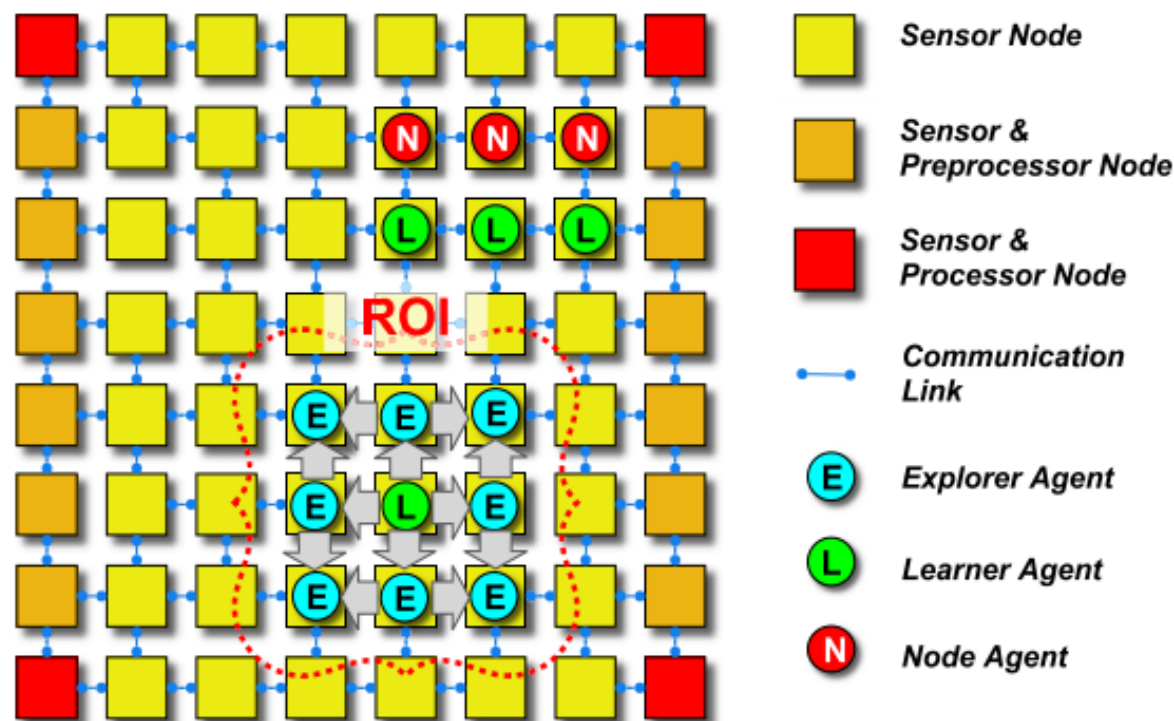 Sensor Node
N N N
Sensor &
Preprocessor Node
L L L
Sensor &
Processor Node
ROI
Communication
Link
E E E
E L E
Explorer Agent
E E E
L
Learner Agent
N
Node Agent
E